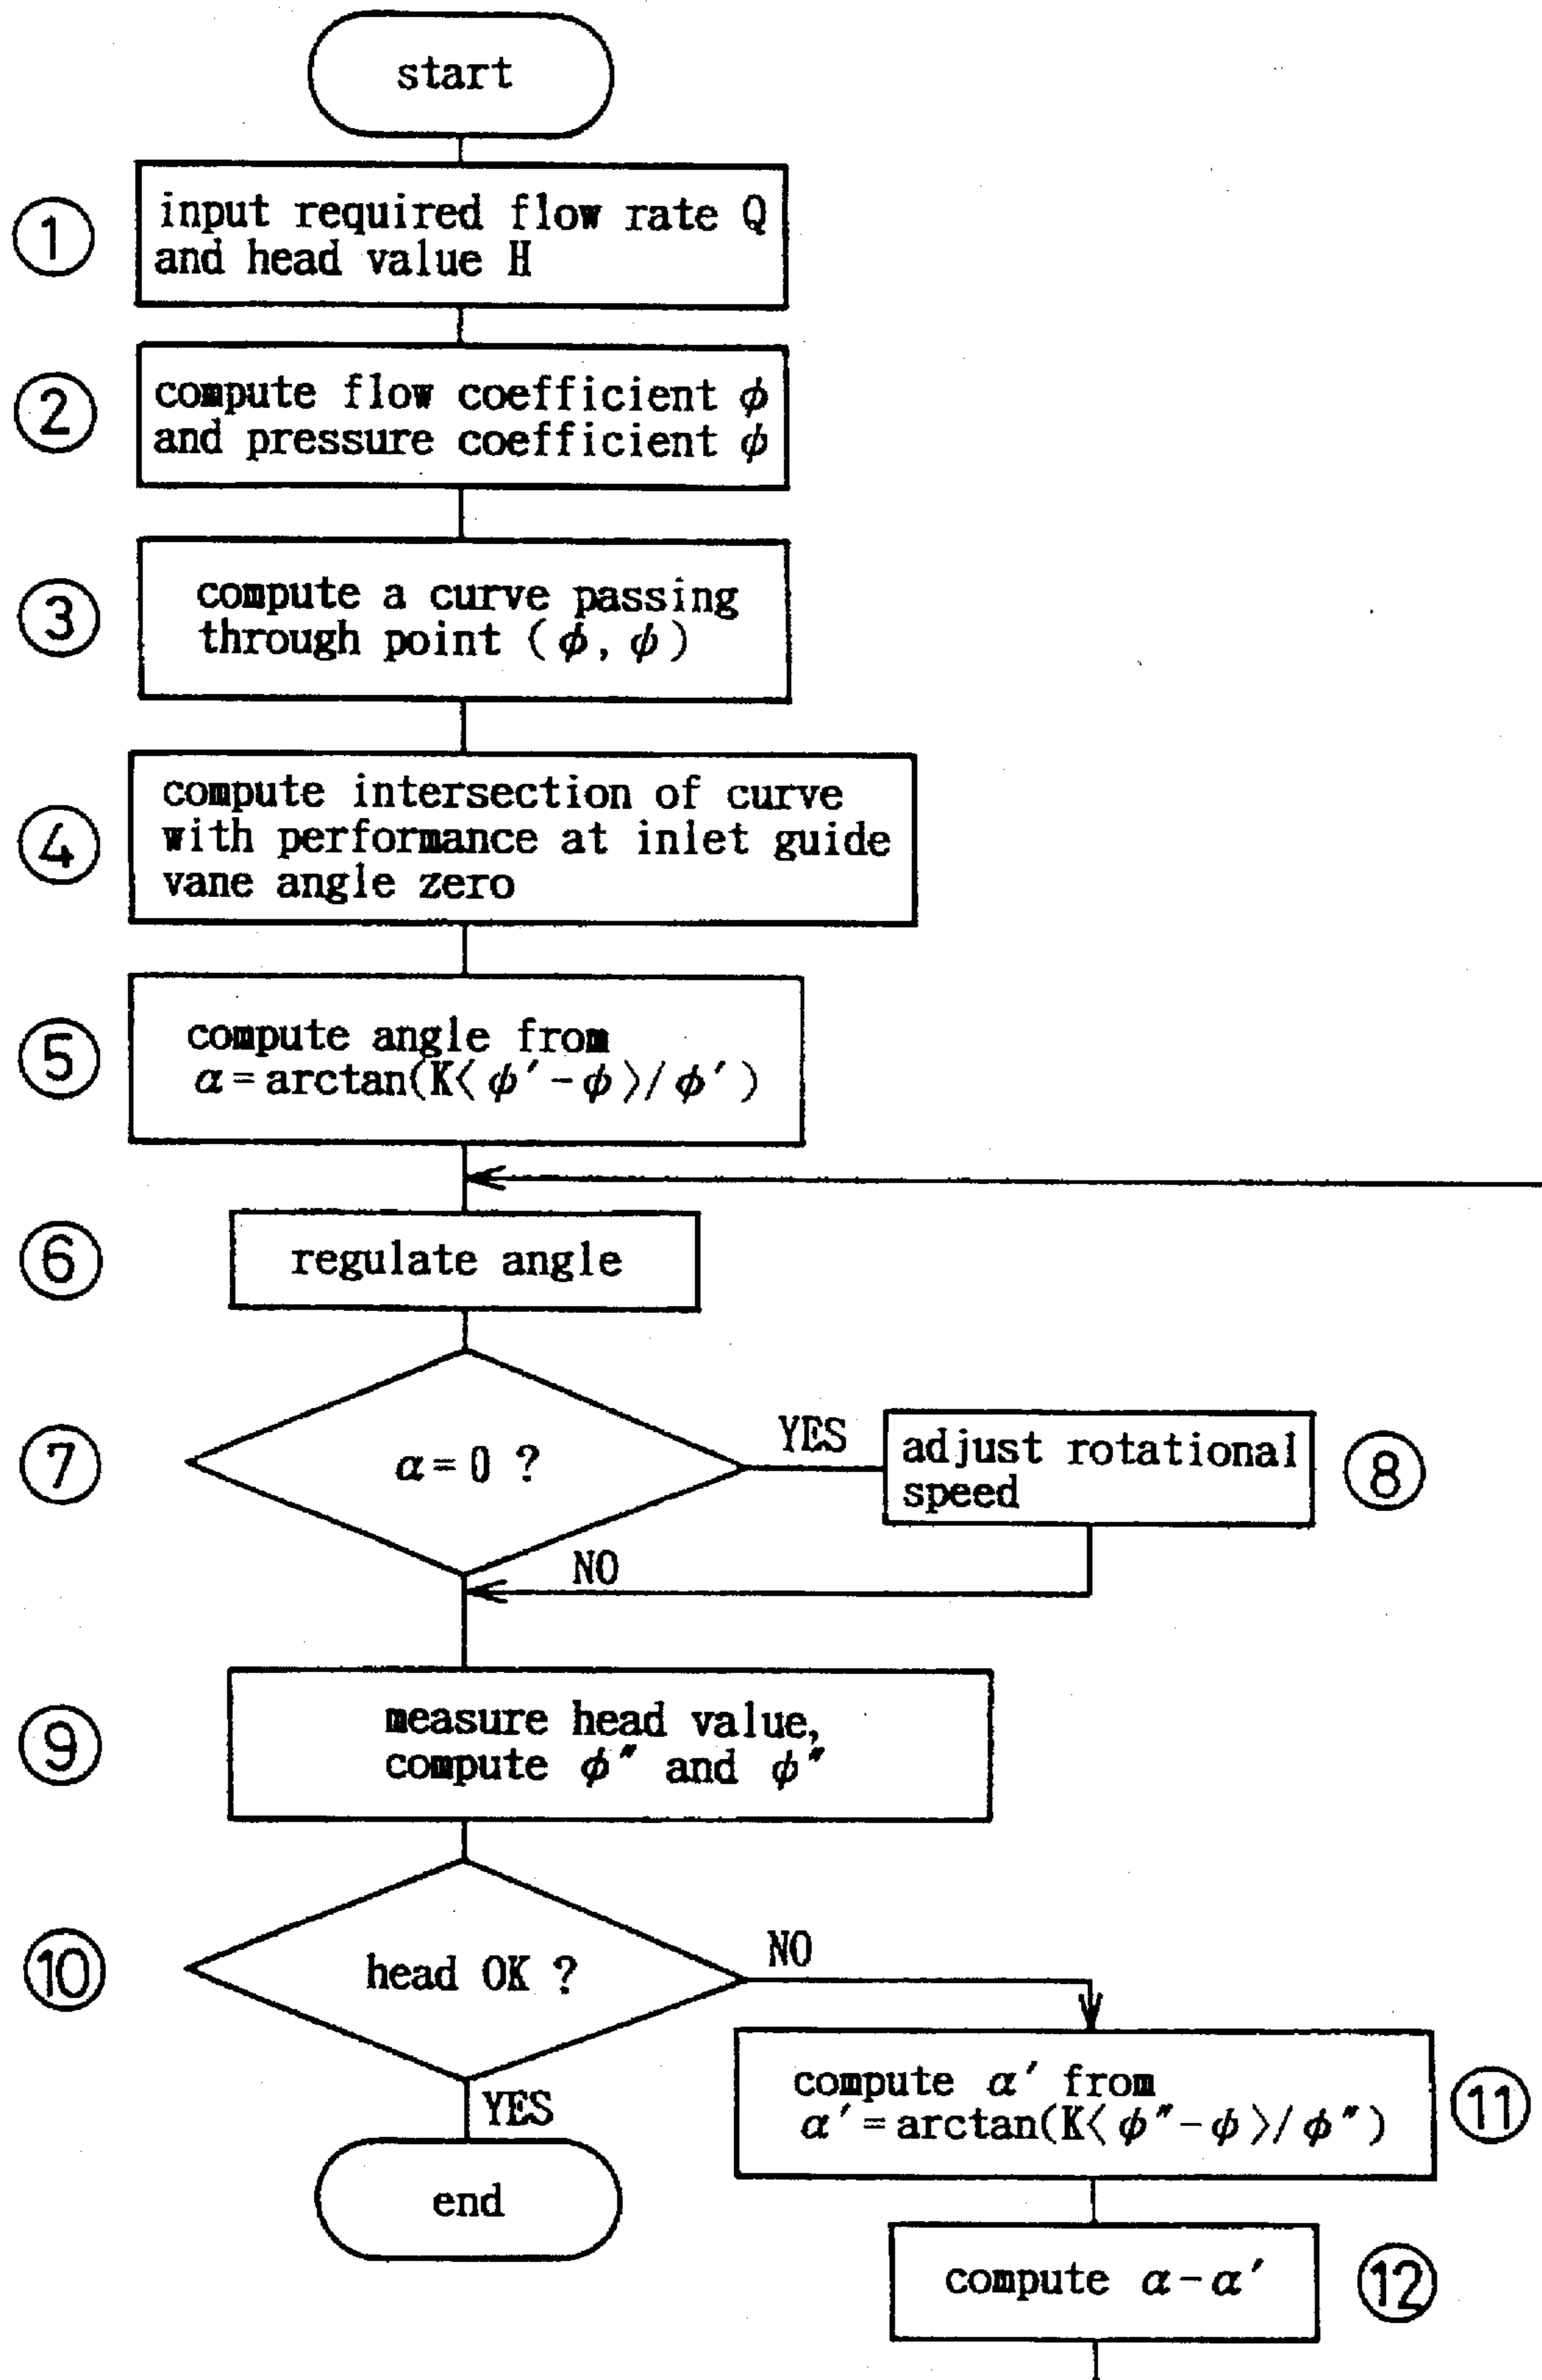 start
①
input required flow rate Q
and head value H
②
compute flow coefficient ϕ
and pressure coefficient ϕ
③
compute a curve passing
through point (ϕ, ϕ)
④
compute intersection of curve
with performance at inlet guide
vane angle zero
⑤
compute angle from
α=arctan(K〈ϕ′-ϕ〉/ϕ′)
⑥
regulate angle
⑦
α=0 ?
YES
adjust rotational
speed
⑧
NO
⑨
measure head value,
compute ϕ″ and ϕ″
⑩
head OK ?
NO
YES
compute α′ from
α′=arctan(K〈ϕ″-ϕ〉/ϕ″)
⑪
end
compute α-α′
⑫